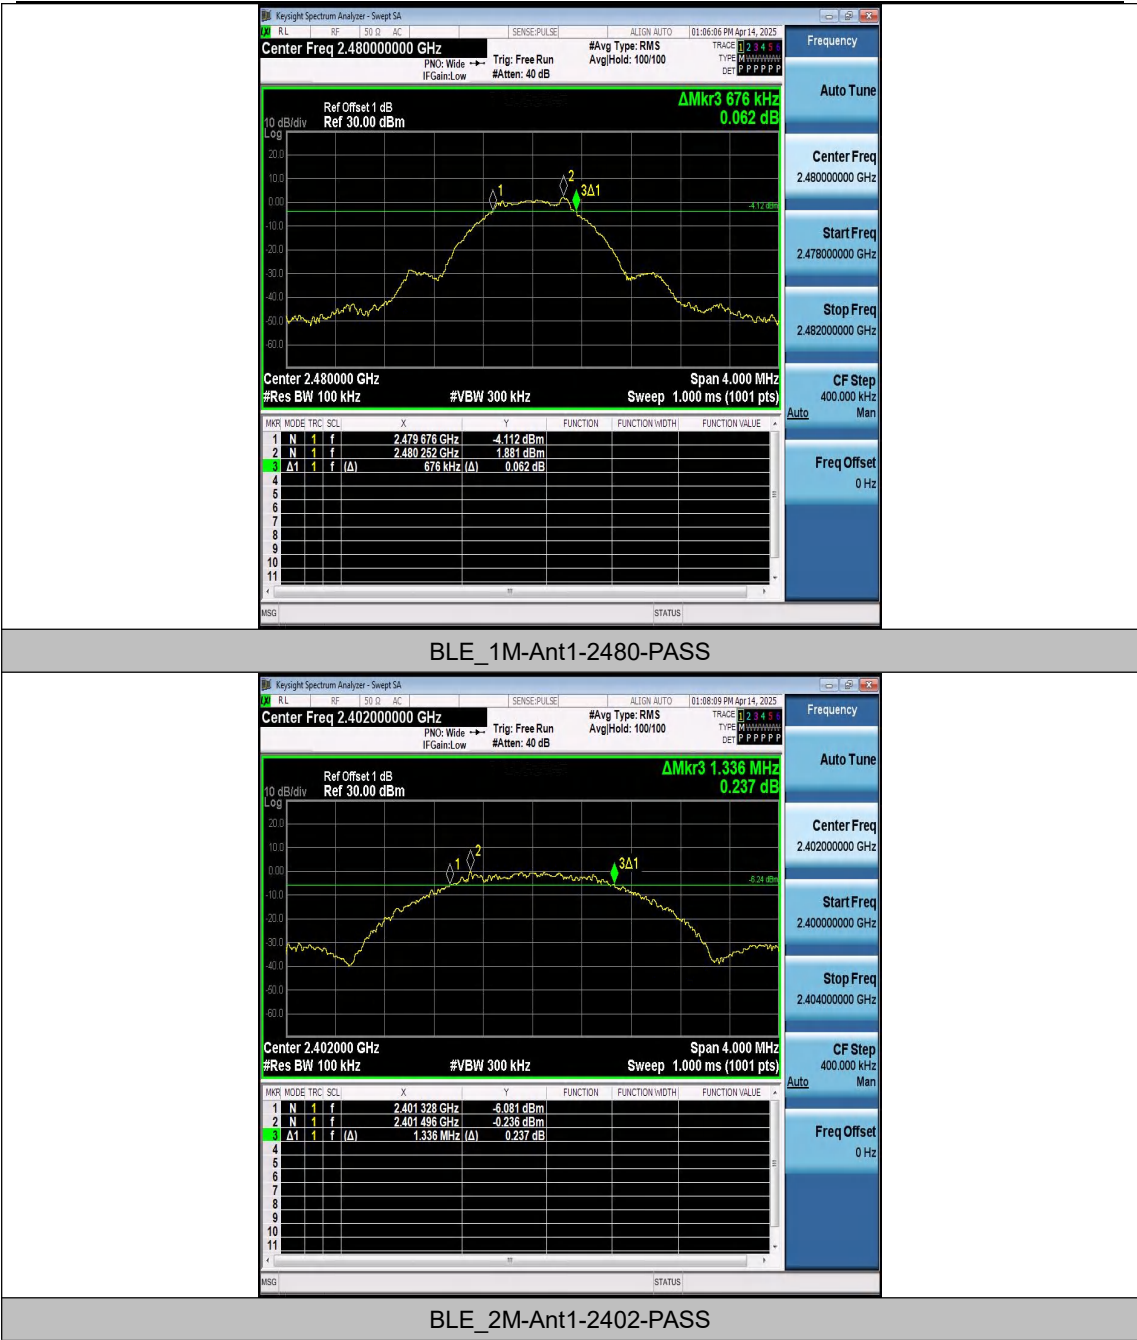 Keysight Spectrum Analyzer - Swept SA
RL RF 50 Ω AC SENSE:PULSE ALIGN AUTO 01:06:06 PM Apr 14, 2025
Center Freq 2.480000000 GHz
PNO: Wide
IFGain:Low
Trig: Free Run
#Atten: 40 dB
#Avg Type: RMS
Avg|Hold: 100/100
TRACE 1 2 3 4 5 6
TYPE M
DET P P P P P P
Frequency
Auto Tune
Center Freq
2.480000000 GHz
Start Freq
2.478000000 GHz
Stop Freq
2.482000000 GHz
CF Step
400.000 kHz
Auto Man
Freq Offset
0 Hz
ΔMkr3 676 kHz
0.062 dB
Ref Offset 1 dB
10 dB/div Ref 30.00 dBm
Log
20.0
10.0
0.00
-10.0
-20.0
-30.0
-40.0
-50.0
-60.0
1
2
3Δ1
-4.12 dBm
Center 2.480000 GHz Span 4.000 MHz
#Res BW 100 kHz #VBW 300 kHz Sweep 1.000 ms (1001 pts)
MKR MODE TRC SCL X Y FUNCTION FUNCTION WIDTH FUNCTION VALUE
1 N 1 f 2.479 676 GHz -4.112 dBm
2 N 1 f 2.480 252 GHz 1.881 dBm
3 Δ1 1 f (Δ) 676 kHz (Δ) 0.062 dB
4
5
6
7
8
9
10
11
MSG STATUS
BLE_1M-Ant1-2480-PASS
Keysight Spectrum Analyzer - Swept SA
RL RF 50 Ω AC SENSE:PULSE ALIGN AUTO 01:08:09 PM Apr 14, 2025
Center Freq 2.402000000 GHz
PNO: Wide
IFGain:Low
Trig: Free Run
#Atten: 40 dB
#Avg Type: RMS
Avg|Hold: 100/100
TRACE 1 2 3 4 5 6
TYPE M
DET P P P P P P
Frequency
Auto Tune
Center Freq
2.402000000 GHz
Start Freq
2.400000000 GHz
Stop Freq
2.404000000 GHz
CF Step
400.000 kHz
Auto Man
Freq Offset
0 Hz
ΔMkr3 1.336 MHz
0.237 dB
Ref Offset 1 dB
10 dB/div Ref 30.00 dBm
Log
20.0
10.0
0.00
-10.0
-20.0
-30.0
-40.0
-50.0
-60.0
1
2
3Δ1
-6.24 dBm
Center 2.402000 GHz Span 4.000 MHz
#Res BW 100 kHz #VBW 300 kHz Sweep 1.000 ms (1001 pts)
MKR MODE TRC SCL X Y FUNCTION FUNCTION WIDTH FUNCTION VALUE
1 N 1 f 2.401 328 GHz -6.081 dBm
2 N 1 f 2.401 496 GHz -0.236 dBm
3 Δ1 1 f (Δ) 1.336 MHz (Δ) 0.237 dB
4
5
6
7
8
9
10
11
MSG STATUS
BLE_2M-Ant1-2402-PASS